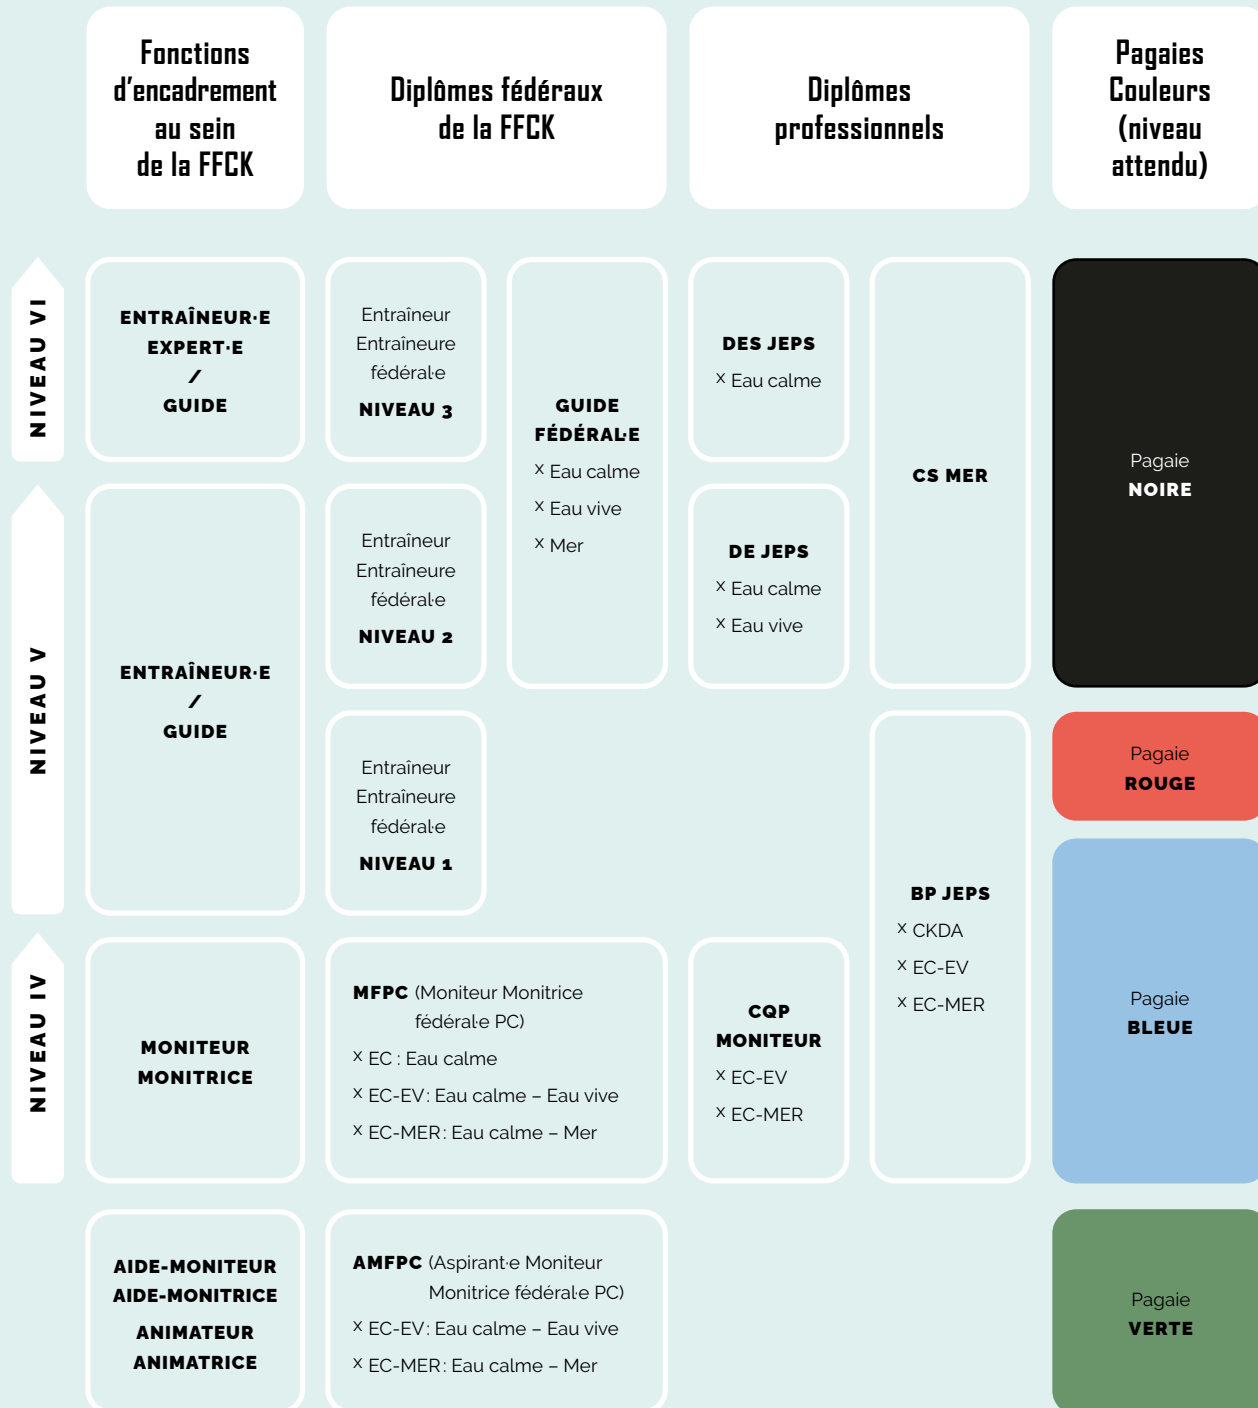 Fonctions
d'encadrement
au sein
de la FFCK
Diplômes fédéraux
de la FFCK
Diplômes
professionnels
Pagaies
Couleurs
(niveau
attendu)
NIVEAU VI
ENTRAÎNEUR·E
EXPERT·E
/
GUIDE
Entraîneur
Entraîneure
fédéral·e
NIVEAU 3
GUIDE
FÉDÉRAL·E
x Eau calme
x Eau vive
x Mer
DES JEPS
x Eau calme
CS MER
Pagaie
NOIRE
NIVEAU V
ENTRAÎNEUR·E
/
GUIDE
Entraîneur
Entraîneure
fédéral·e
NIVEAU 2
DE JEPS
x Eau calme
x Eau vive
Entraîneur
Entraîneure
fédéral·e
NIVEAU 1
BP JEPS
x CKDA
x EC-EV
x EC-MER
Pagaie
ROUGE
NIVEAU IV
MONITEUR
MONITRICE
MFPC (Moniteur Monitrice
fédéral·e PC)
x EC : Eau calme
x EC-EV : Eau calme – Eau vive
x EC-MER : Eau calme – Mer
CQP
MONITEUR
x EC-EV
x EC-MER
Pagaie
BLEUE
AIDE-MONITEUR
AIDE-MONITRICE
ANIMATEUR
ANIMATRICE
AMFPC (Aspirant·e Moniteur
Monitrice fédéral·e PC)
x EC-EV : Eau calme – Eau vive
x EC-MER : Eau calme – Mer
Pagaie
VERTE